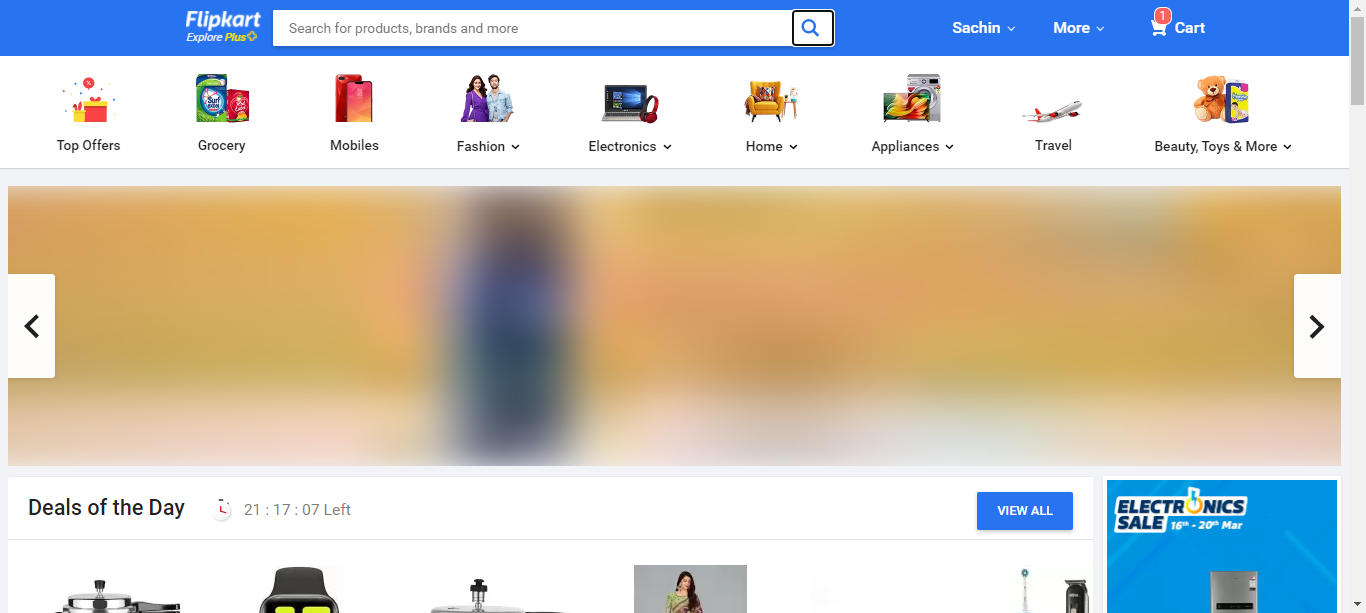 Flipkart
Explore Plus
Search for products, brands and more
Sachin
More
1
Cart
Top Offers
Grocery
Mobiles
Fashion
Electronics
Home
Appliances
Travel
Beauty, Toys & More
Deals of the Day
21 : 17 : 07 Left
VIEW ALL
ELECTRONICS
SALE 16th - 20th Mar